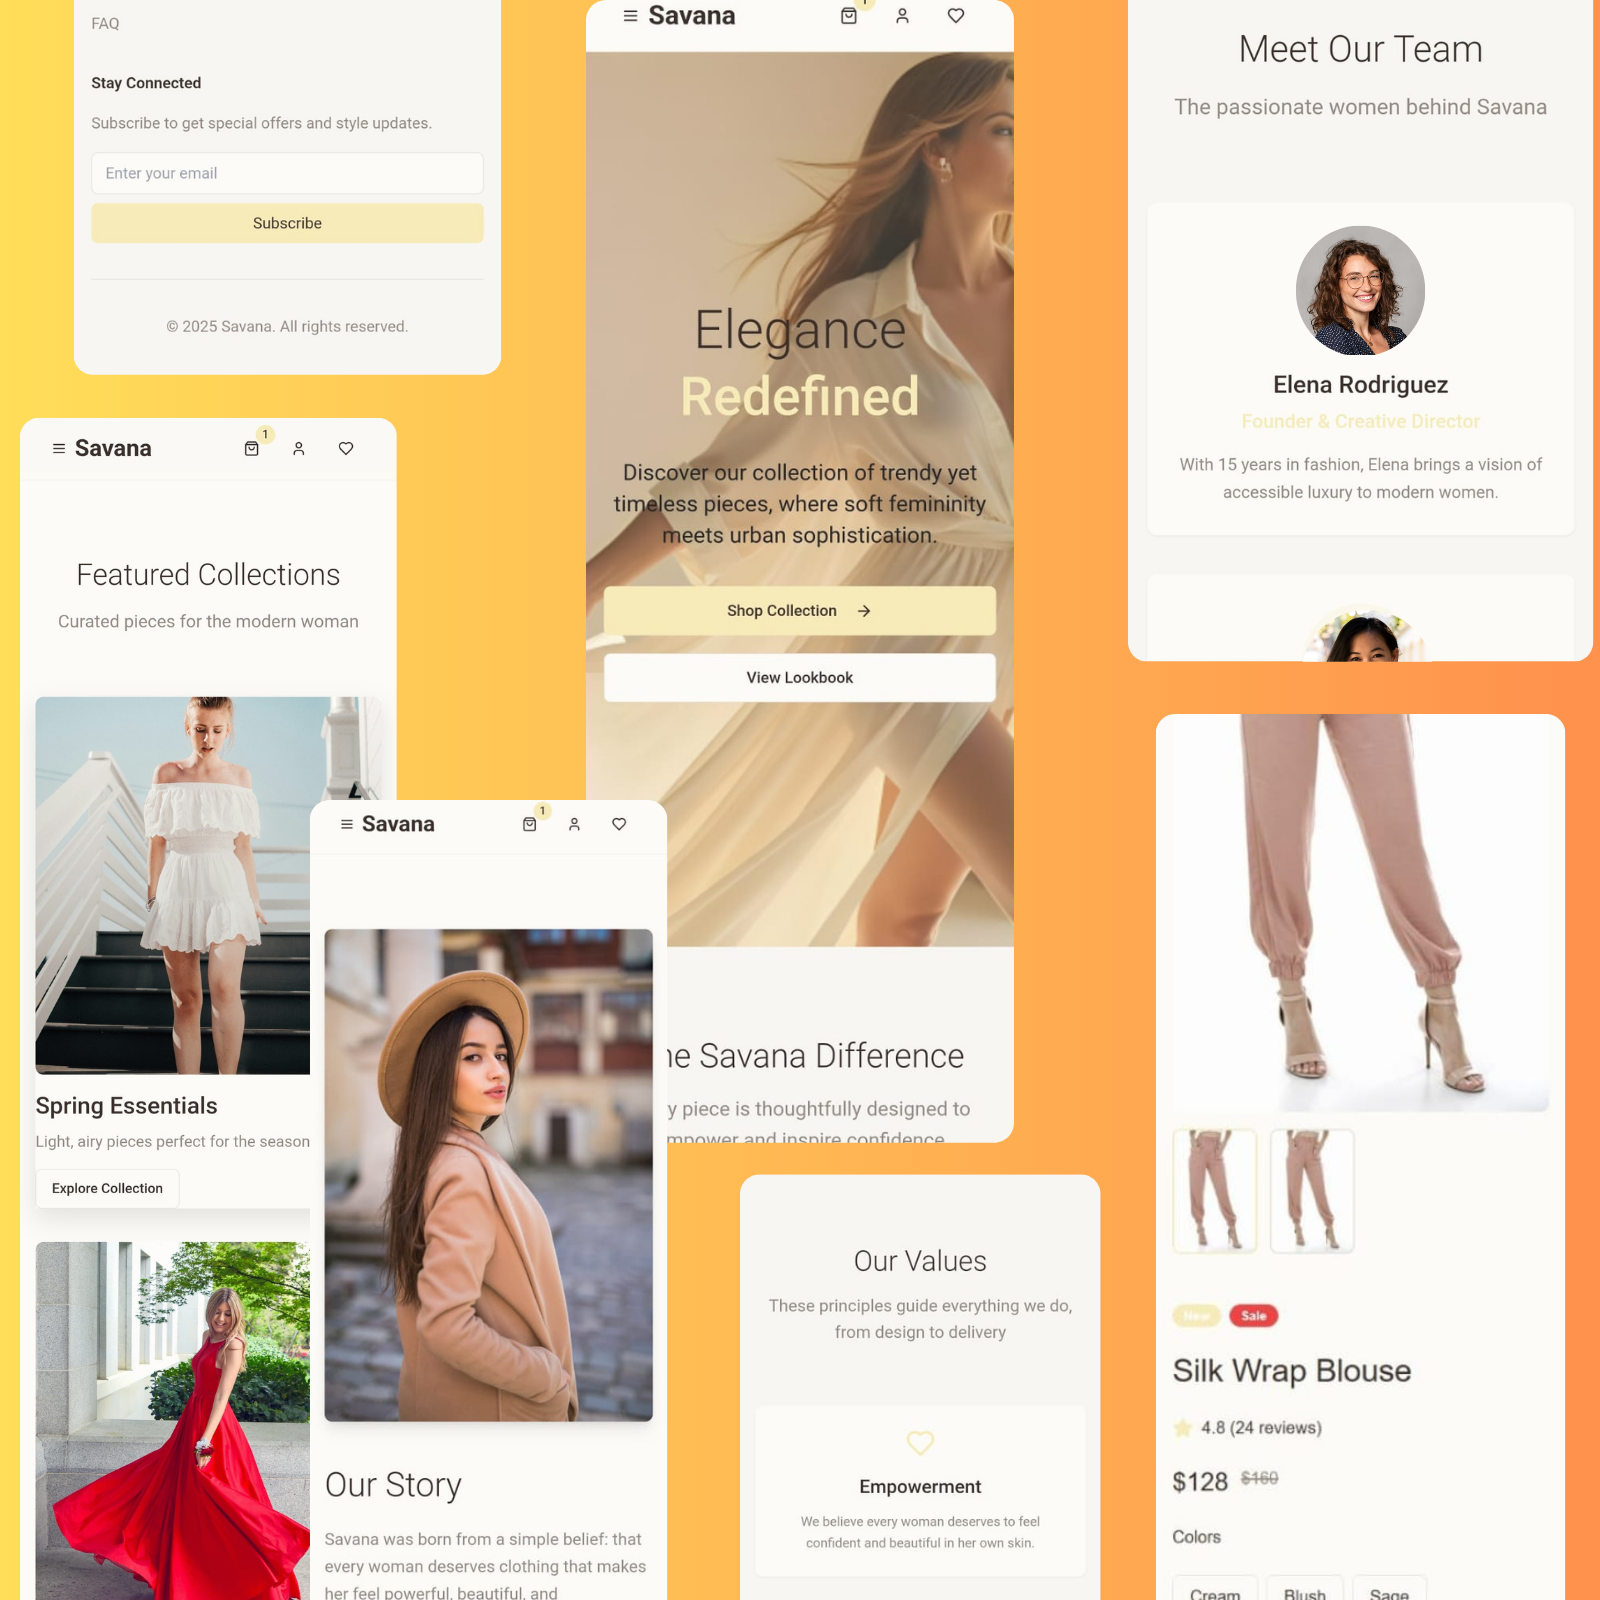 FAQ
Stay Connected
Subscribe to get special offers and style updates.
Enter your email
Subscribe
© 2025 Savana. All rights reserved.
Savana
1
Featured Collections
Curated pieces for the modern woman
Spring Essentials
Light, airy pieces perfect for the season
Explore Collection
Savana
1
Our Story
Savana was born from a simple belief: that
every woman deserves clothing that makes
her feel powerful, beautiful, and
Savana
1
Elegance
Redefined
Discover our collection of trendy yet
timeless pieces, where soft femininity
meets urban sophistication.
Shop Collection
View Lookbook
Savana Difference
piece is thoughtfully designed to
and inspire confidence
Our Values
These principles guide everything we do,
from design to delivery
Empowerment
We believe every woman deserves to feel
confident and beautiful in her own skin.
Meet Our Team
The passionate women behind Savana
Elena Rodriguez
Founder & Creative Director
With 15 years in fashion, Elena brings a vision of
accessible luxury to modern women.
New
Sale
Silk Wrap Blouse
4.8 (24 reviews)
$128 $160
Colors
Cream Blush Sage